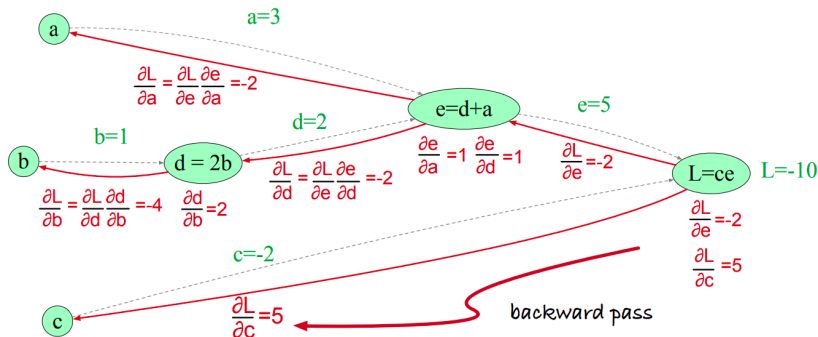 a
a=3
∂L/∂a = ∂L/∂e ∂e/∂a = -2
e=d+a
e=5
b
b=1
d = 2b
d=2
∂e/∂a = 1 ∂e/∂d = 1
∂L/∂e = -2
L=ce
L=-10
∂L/∂b = ∂L/∂d ∂d/∂b = -4
∂d/∂b = 2
∂L/∂d = ∂L/∂e ∂e/∂d = -2
∂L/∂e = -2
∂L/∂c = 5
c=-2
c
∂L/∂c = 5
backward pass